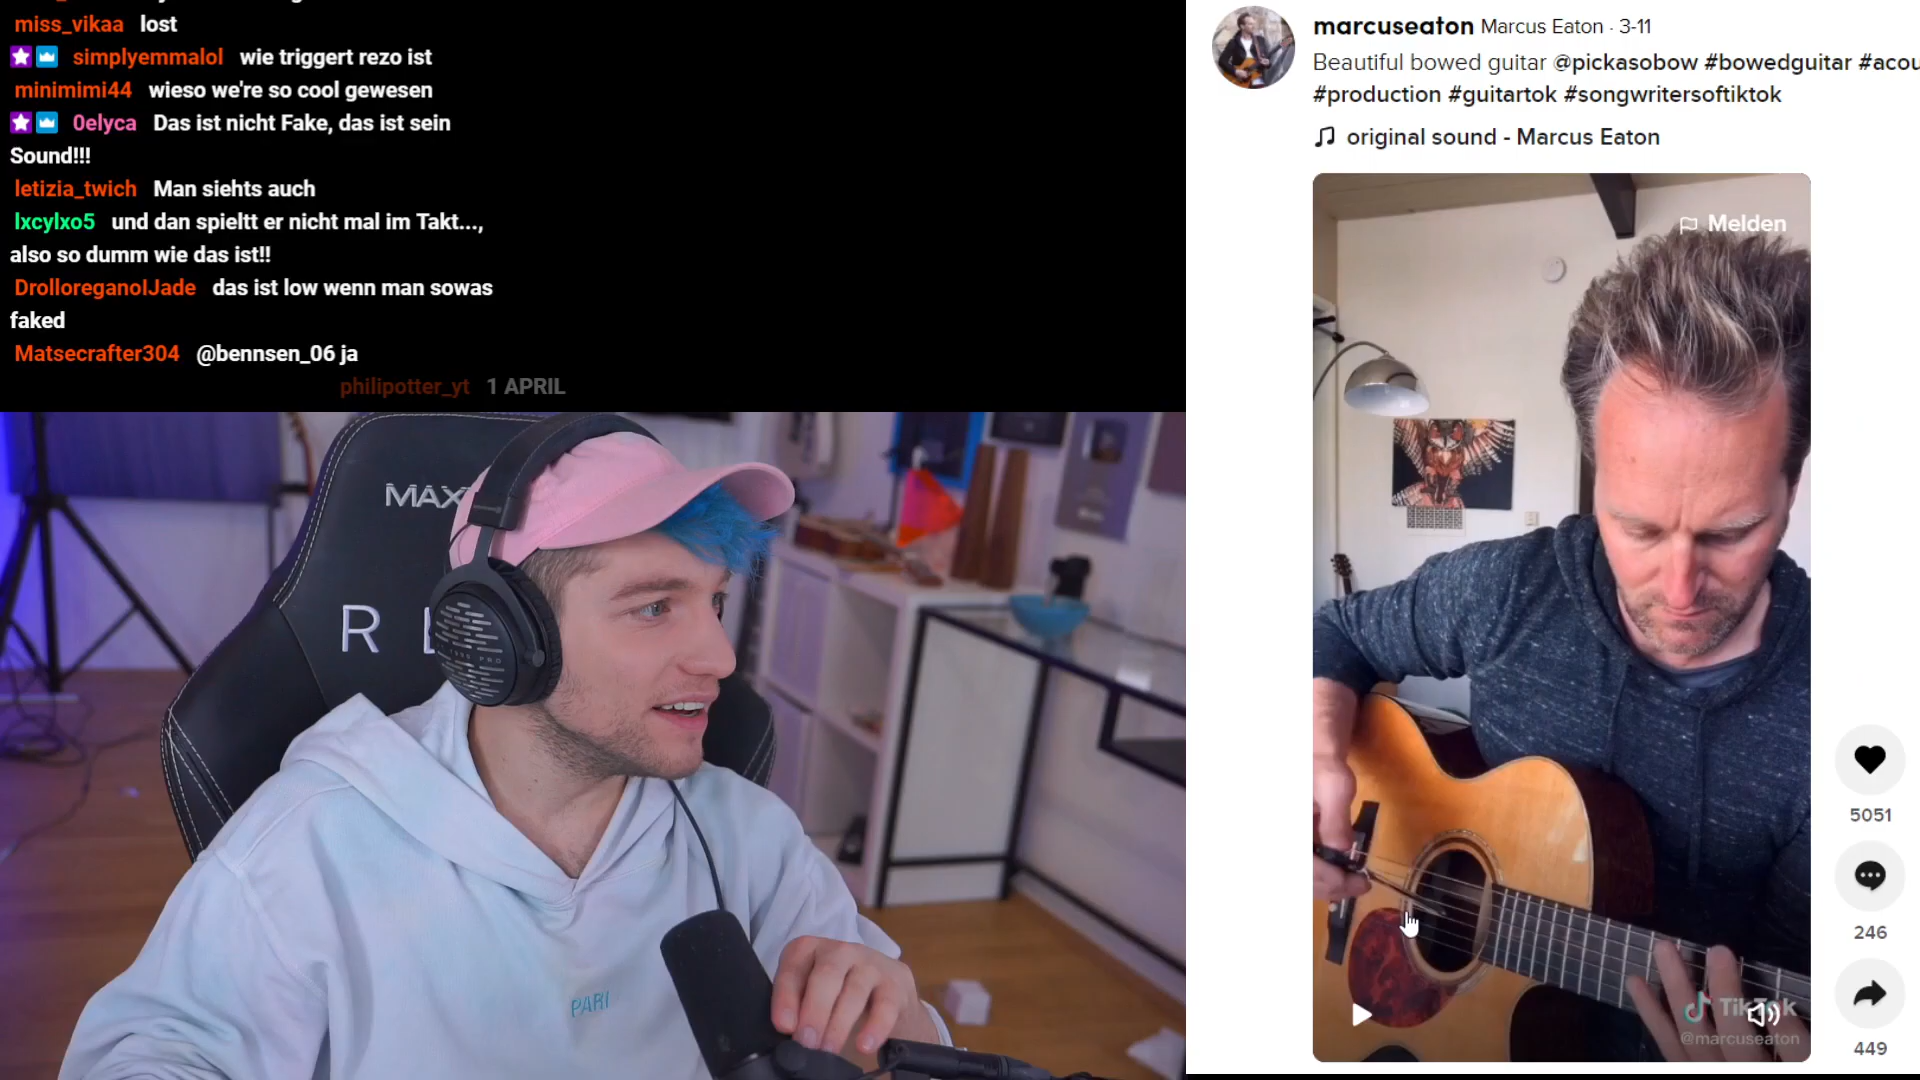 miss_vikaa lost
simplyemmalol wie triggert rezo ist
minimimi44 wieso we're so cool gewesen
0elyca Das ist nicht Fake, das ist sein
Sound!!!
letizia_twich Man siehts auch
lxcylxo5 und dan spieltt er nicht mal im Takt...,
also so dumm wie das ist!!
DrolloreganolJade das ist low wenn man sowas
faked
Matsecrafter304 @bennsen_06 ja
philipotter_yt 1 APRIL
MAX
R
PARI
marcuseaton Marcus Eaton · 3-11
Beautiful bowed guitar @pickasobow #bowedguitar #acou
#production #guitartok #songwritersoftiktok
original sound - Marcus Eaton
Melden
5051
246
449
TikTok
@marcuseaton